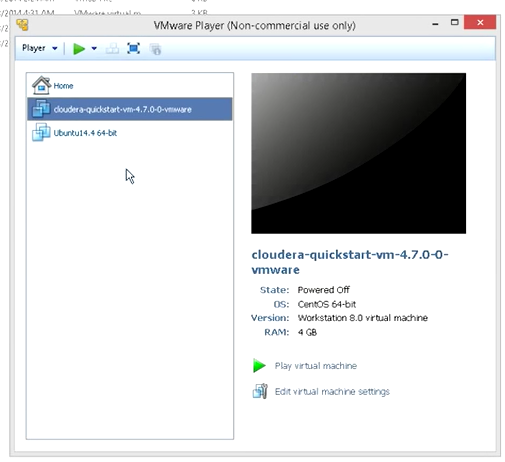 VMware Player (Non-commercial use only)
Player
Home
cloudera-quickstart-vm-4.7.0-0-vmware
Ubuntu14.4 64-bit
cloudera-quickstart-vm-4.7.0-0-
vmware
State: Powered Off
OS: CentOS 64-bit
Version: Workstation 8.0 virtual machine
RAM: 4 GB
Play virtual machine
Edit virtual machine settings